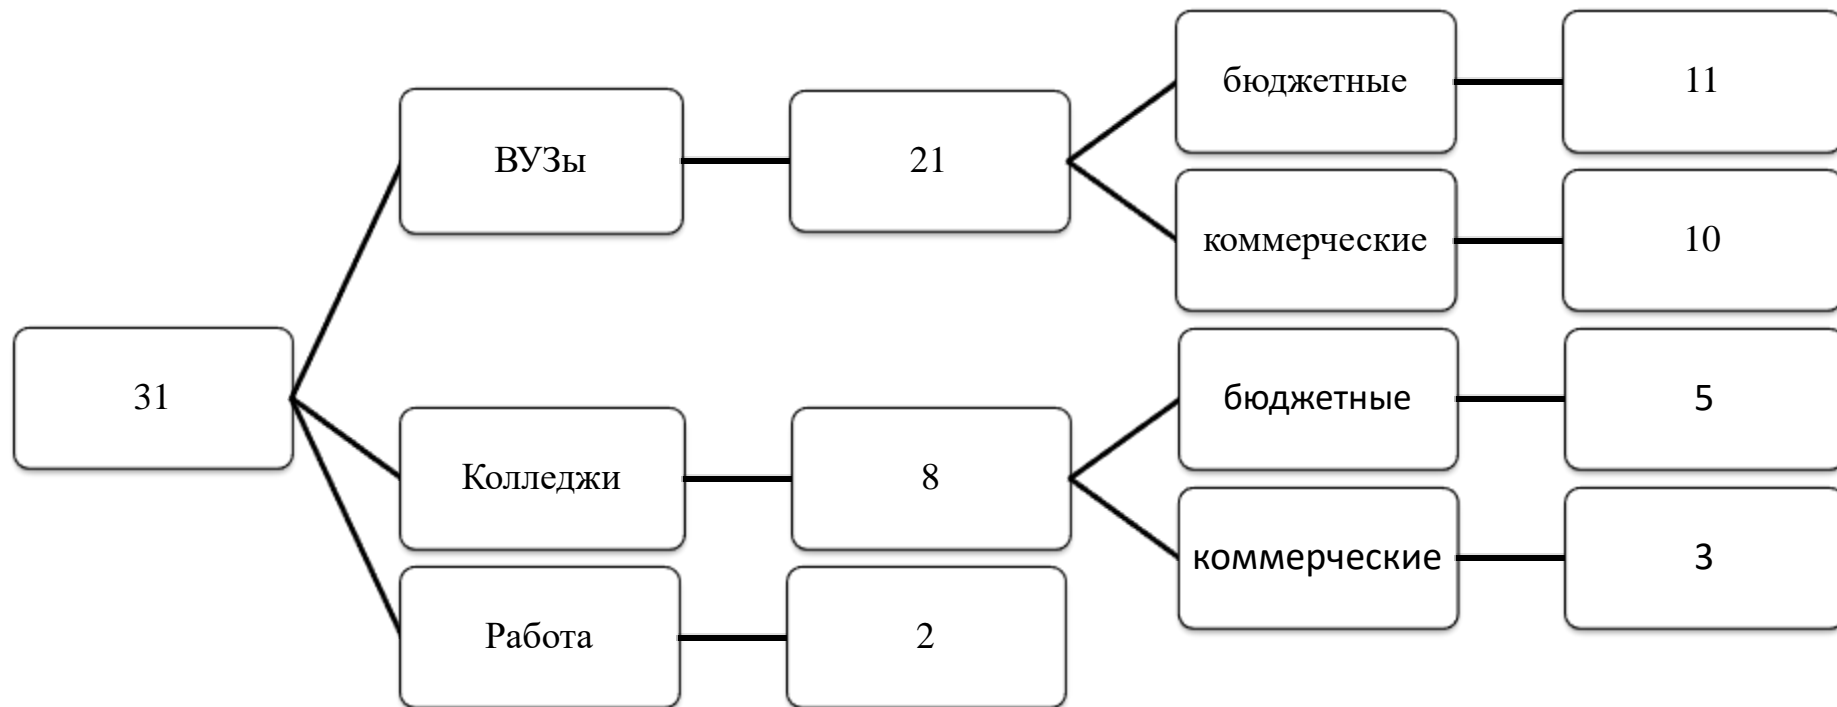 31
ВУЗы
21
бюджетные
11
коммерческие
10
Колледжи
8
бюджетные
5
коммерческие
3
Работа
2